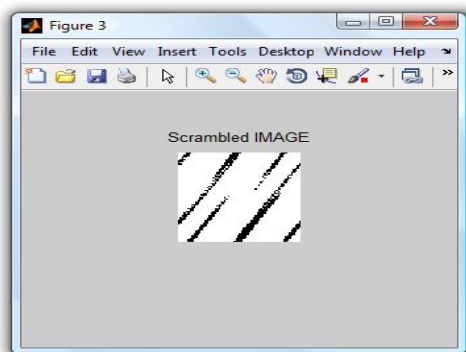 Figure 3
File Edit View Insert Tools Desktop Window Help
Scrambled IMAGE